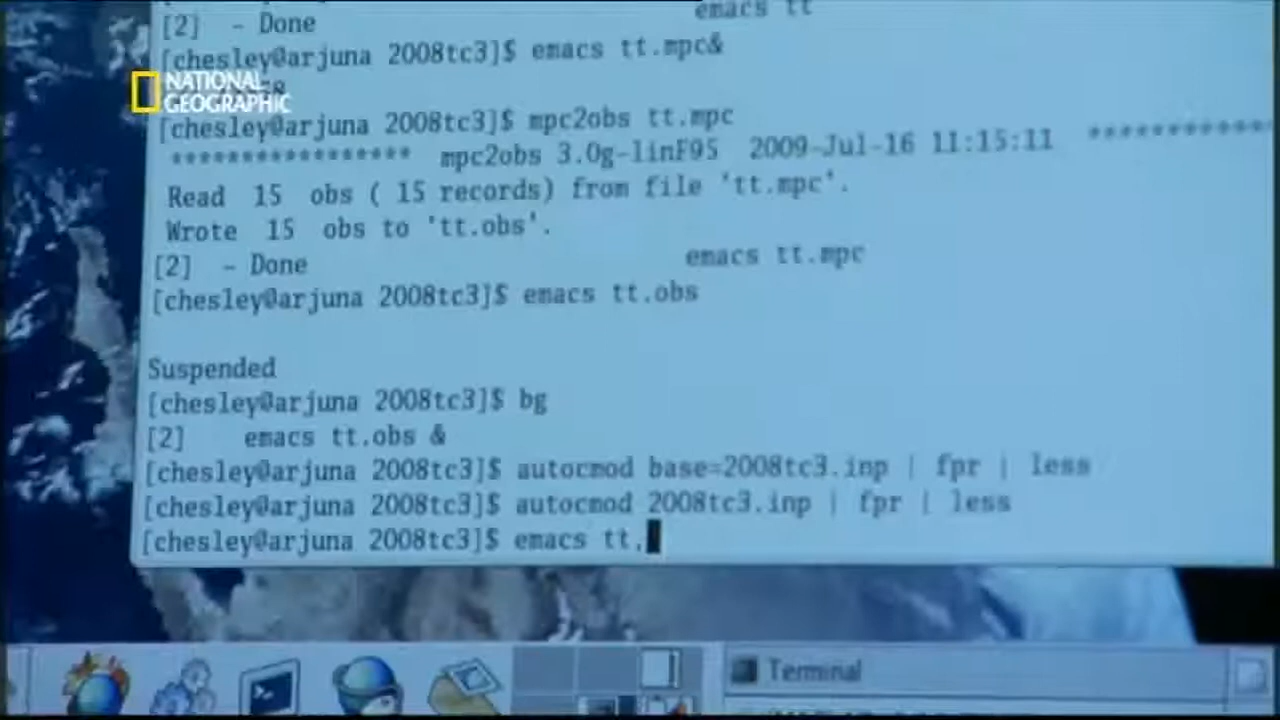 emacs tt
[2] - Done
[chesley@arjuna 2008tc3]$ emacs tt.mpc&
NATIONAL
GEOGRAPHIC
[chesley@arjuna 2008tc3]$ mpc2obs tt.mpc
***************** mpc2obs 3.0g-linF95 2009-Jul-16 11:15:11 ************
Read 15 obs ( 15 records) from file 'tt.mpc'.
Wrote 15 obs to 'tt.obs'.
[2] - Done emacs tt.mpc
[chesley@arjuna 2008tc3]$ emacs tt.obs
Suspended
[chesley@arjuna 2008tc3]$ bg
[2] emacs tt.obs &
[chesley@arjuna 2008tc3]$ autocmod base=2008tc3.inp | fpr | less
[chesley@arjuna 2008tc3]$ autocmod 2008tc3.inp | fpr | less
[chesley@arjuna 2008tc3]$ emacs tt.
Terminal